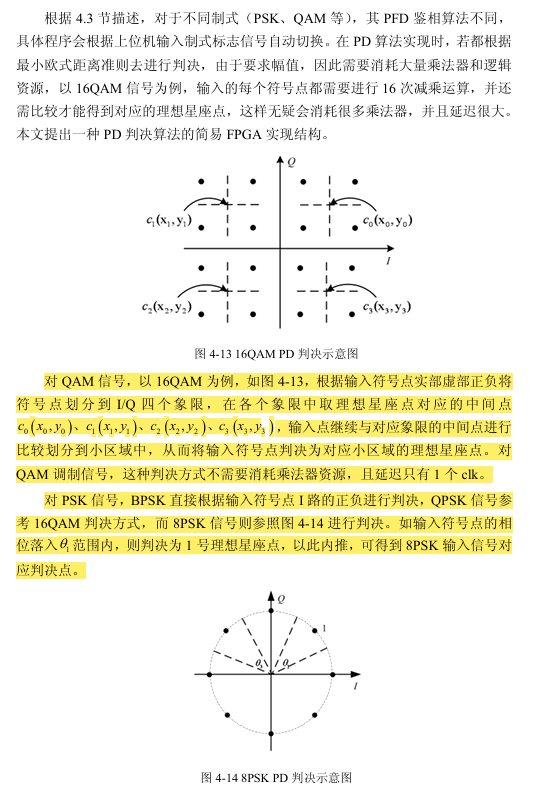 根据 4.3 节描述，对于不同制式（PSK、QAM 等），其 PFD 鉴相算法不同，
具体程序会根据上位机输入制式标志信号自动切换。在 PD 算法实现时，若都根据
最小欧式距离准则去进行判决，由于要求幅值，因此需要消耗大量乘法器和逻辑
资源，以 16QAM 信号为例，输入的每个符号点都需要进行 16 次减乘运算，并还
需比较才能得到对应的理想星座点，这样无疑会消耗很多乘法器，并且延迟很大。
本文提出一种 PD 判决算法的简易 FPGA 实现结构。
Q
c₁(x₁,y₁)
c₀(x₀,y₀)
I
c₂(x₂,y₂)
c₃(x₃,y₃)
图 4-13 16QAM PD 判决示意图
对 QAM 信号，以 16QAM 为例，如图 4-13，根据输入符号点实部虚部正负将
符号点划分到 I/Q 四个象限，在各个象限中取理想星座点对应的中间点
c₀(x₀,y₀)、c₁(x₁,y₁)、c₂(x₂,y₂)、c₃(x₃,y₃)，输入点继续与对应象限的中间点进行
比较划分到小区域中，从而将输入符号点判决为对应小区域的理想星座点。对
QAM 调制信号，这种判决方式不需要消耗乘法器资源，且延迟只有 1 个 clk。
对 PSK 信号，BPSK 直接根据输入符号点 I 路的正负进行判决，QPSK 信号参
考 16QAM 判决方式，而 8PSK 信号则参照图 4-14 进行判决。如输入符号点的相
位落入θ₁范围内，则判决为 1 号理想星座点，以此内推，可得到 8PSK 输入信号对
应判决点。
Q
1
θ₁
I
图 4-14 8PSK PD 判决示意图